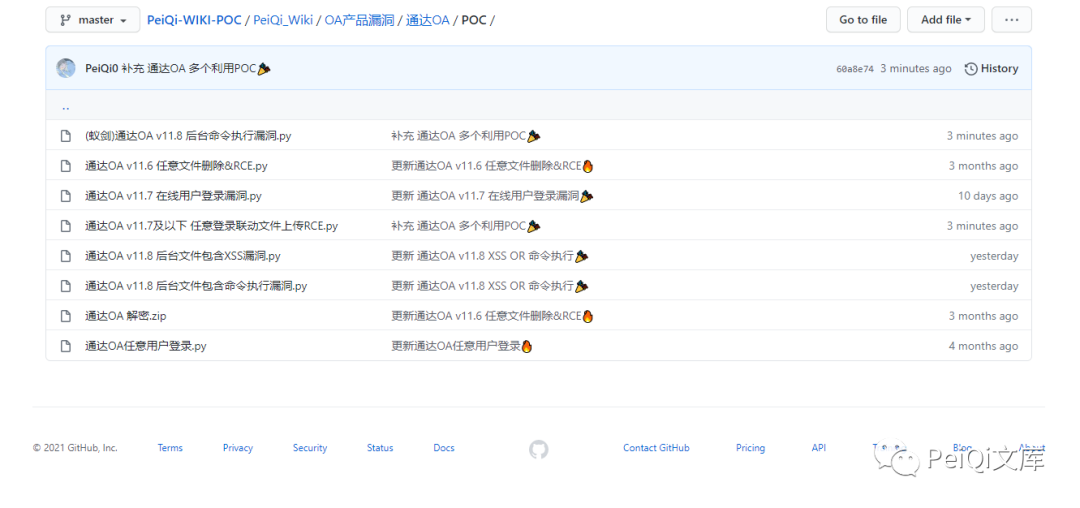 master PeiQi-WIKI-POC / PeiQi_Wiki / OA产品漏洞 / 通达OA / POC / Go to file Add file ...
PeiQi0 补充 通达OA 多个利用POC 60a8e74 3 minutes ago History
..
(蚁剑)通达OA v11.8 后台命令执行漏洞.py 补充 通达OA 多个利用POC 3 minutes ago
通达OA v11.6 任意文件删除&RCE.py 更新通达OA v11.6 任意文件删除&RCE 3 months ago
通达OA v11.7 在线用户登录漏洞.py 更新 通达OA v11.7 在线用户登录漏洞 10 days ago
通达OA v11.7及以下 任意登录联动文件上传RCE.py 补充 通达OA 多个利用POC 3 minutes ago
通达OA v11.8 后台文件包含XSS漏洞.py 更新 通达OA v11.8 XSS OR 命令执行 yesterday
通达OA v11.8 后台文件包含命令执行漏洞.py 更新 通达OA v11.8 XSS OR 命令执行 yesterday
通达OA 解密.zip 更新通达OA v11.6 任意文件删除&RCE 3 months ago
通达OA任意用户登录.py 更新通达OA任意用户登录 4 months ago
© 2021 GitHub, Inc. Terms Privacy Security Status Docs Contact GitHub Pricing API Blog About
PeiQi文库